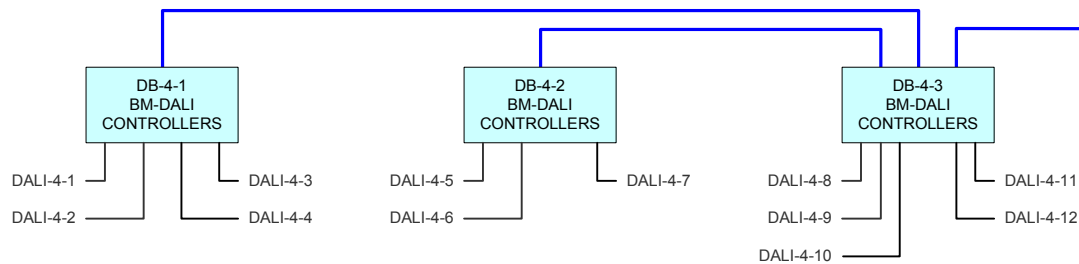 DB-4-1
BM-DALI
CONTROLLERS
DB-4-2
BM-DALI
CONTROLLERS
DB-4-3
BM-DALI
CONTROLLERS
DALI-4-1
DALI-4-3
DALI-4-2
DALI-4-4
DALI-4-5
DALI-4-7
DALI-4-6
DALI-4-8
DALI-4-11
DALI-4-9
DALI-4-12
DALI-4-10